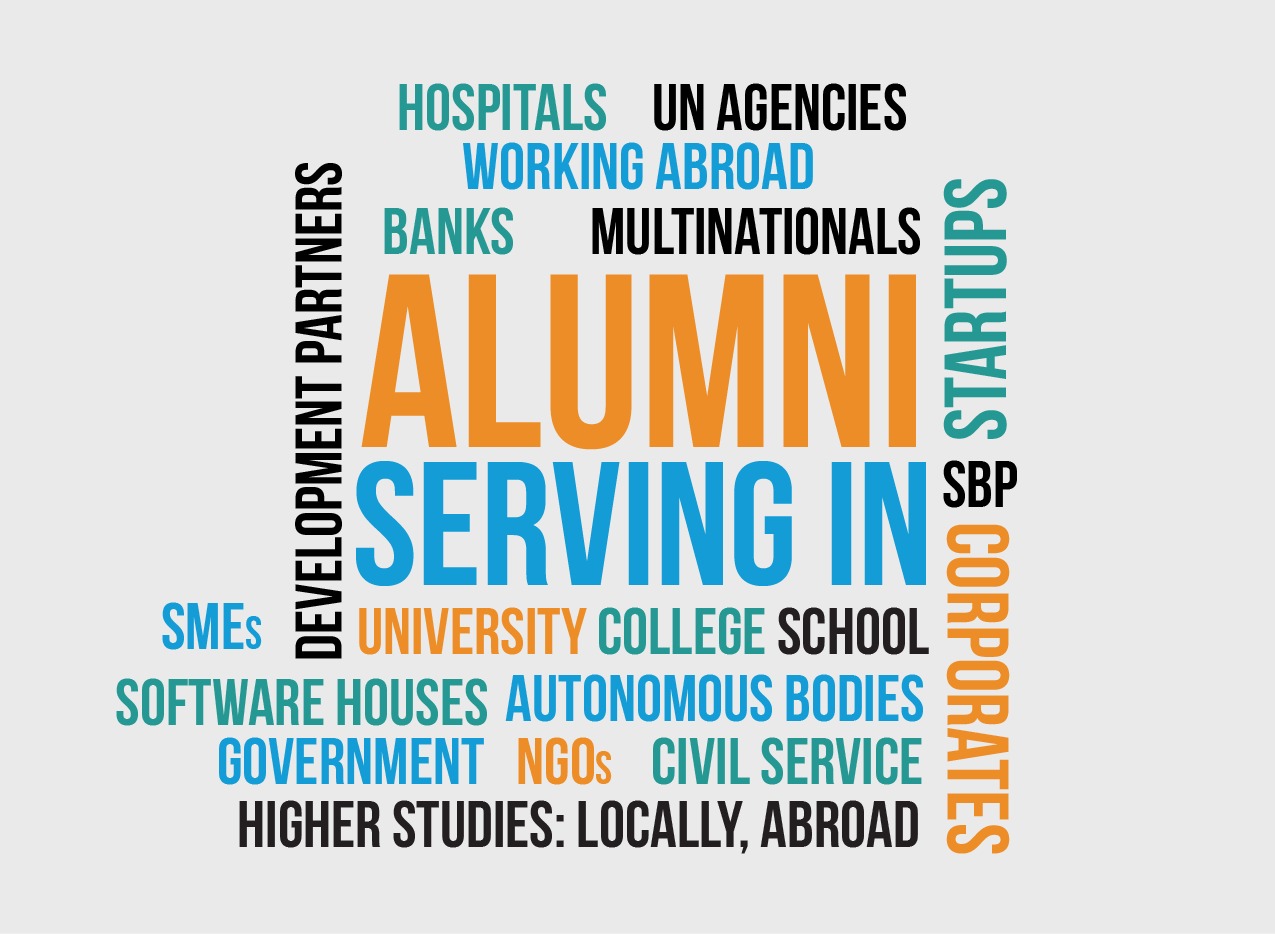 HOSPITALS UN AGENCIES
WORKING ABROAD
BANKS MULTINATIONALS
DEVELOPMENT PARTNERS
ALUMNI
STARTUPS
SERVING IN
SBP
CORPORATES
SMEs
UNIVERSITY COLLEGE SCHOOL
SOFTWARE HOUSES AUTONOMOUS BODIES
GOVERNMENT NGOs CIVIL SERVICE
HIGHER STUDIES: LOCALLY, ABROAD